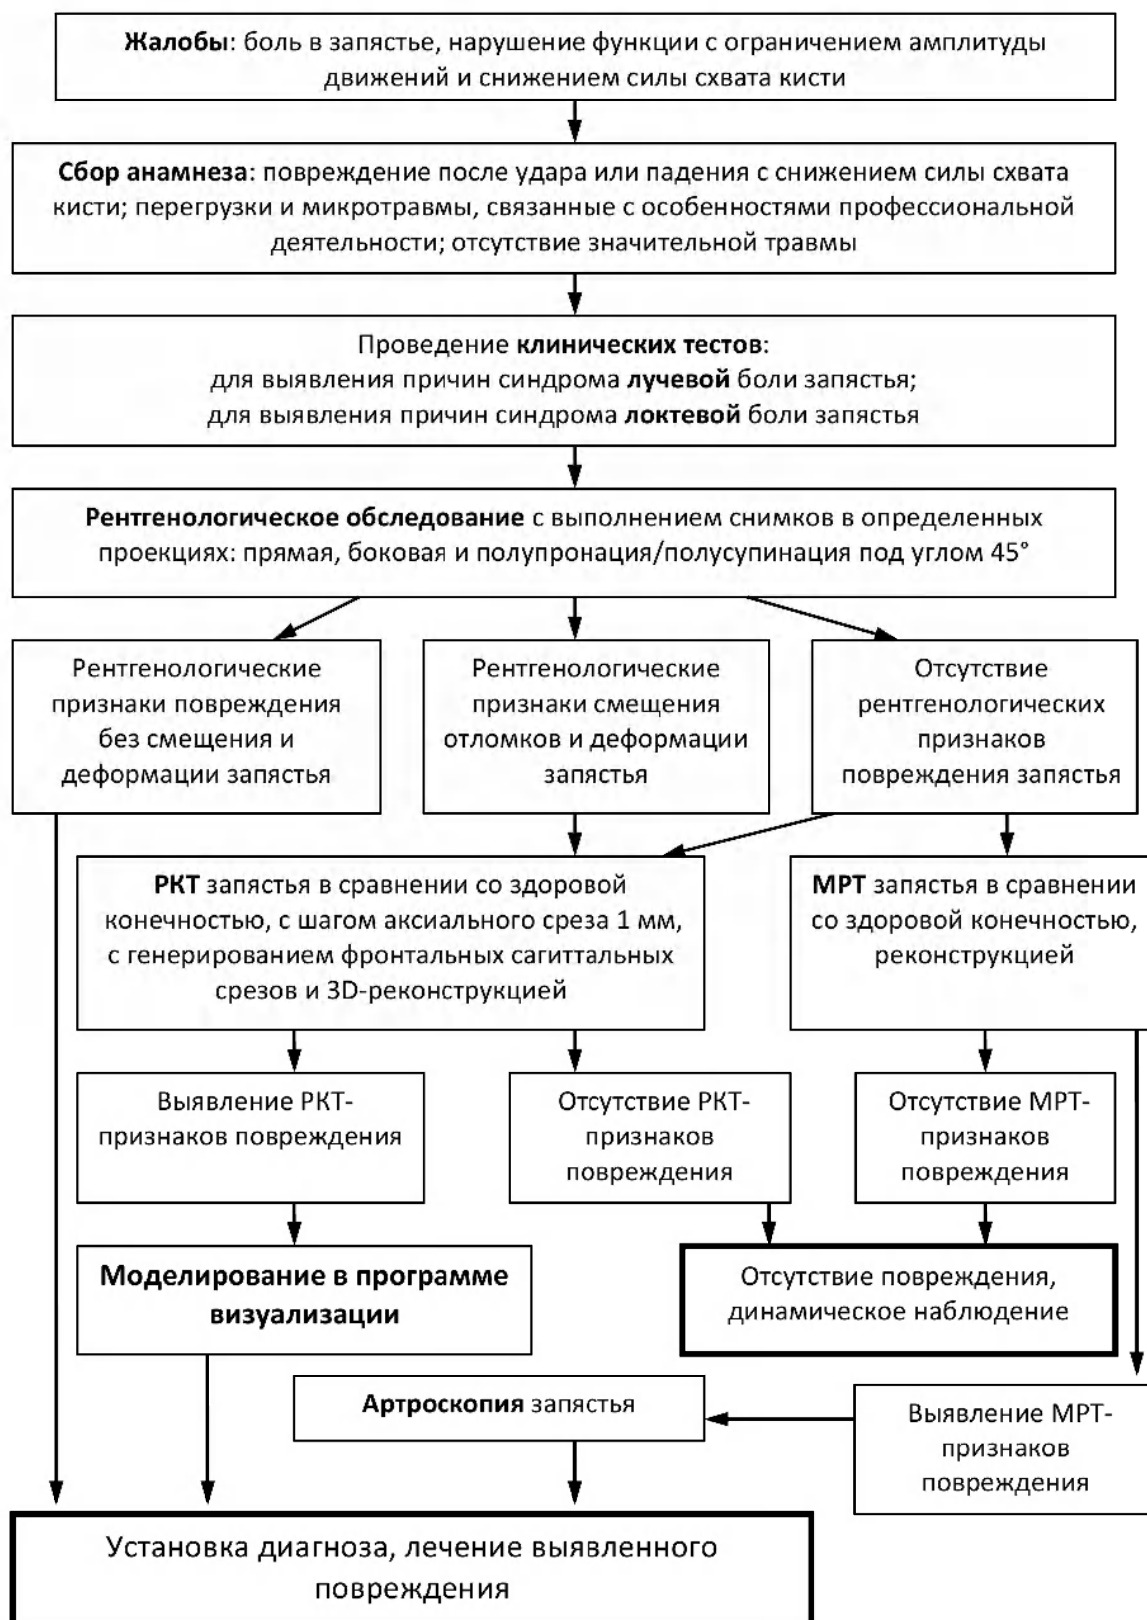 Жалобы: боль в запястье, нарушение функции с ограничением амплитуды
движений и снижением силы схвата кисти
Сбор анамнеза: повреждение после удара или падения с снижением силы схвата
кисти; перегрузки и микротравмы, связанные с особенностями профессиональной
деятельности; отсутствие значительной травмы
Проведение клинических тестов:
для выявления причин синдрома лучевой боли запястья;
для выявления причин синдрома локтевой боли запястья
Рентгенологическое обследование с выполнением снимков в определенных
проекциях: прямая, боковая и полупронация/полусупинация под углом 45°
Рентгенологические
признаки повреждения
без смещения и
деформации запястья
Рентгенологические
признаки смещения
отломков и деформации
запястья
Отсутствие
рентгенологических
признаков
повреждения запястья
РКТ запястья в сравнении со здоровой
конечностью, с шагом аксиального среза 1 мм,
с генерированием фронтальных сагиттальных
срезов и 3D-реконструкцией
МРТ запястья в сравнении
со здоровой конечностью,
реконструкцией
Выявление РКТ-
признаков повреждения
Отсутствие РКТ-
признаков
повреждения
Отсутствие МРТ-
признаков
повреждения
Моделирование в программе
визуализации
Отсутствие повреждения,
динамическое наблюдение
Артроскопия запястья
Выявление МРТ-
признаков
повреждения
Установка диагноза, лечение выявленного
повреждения